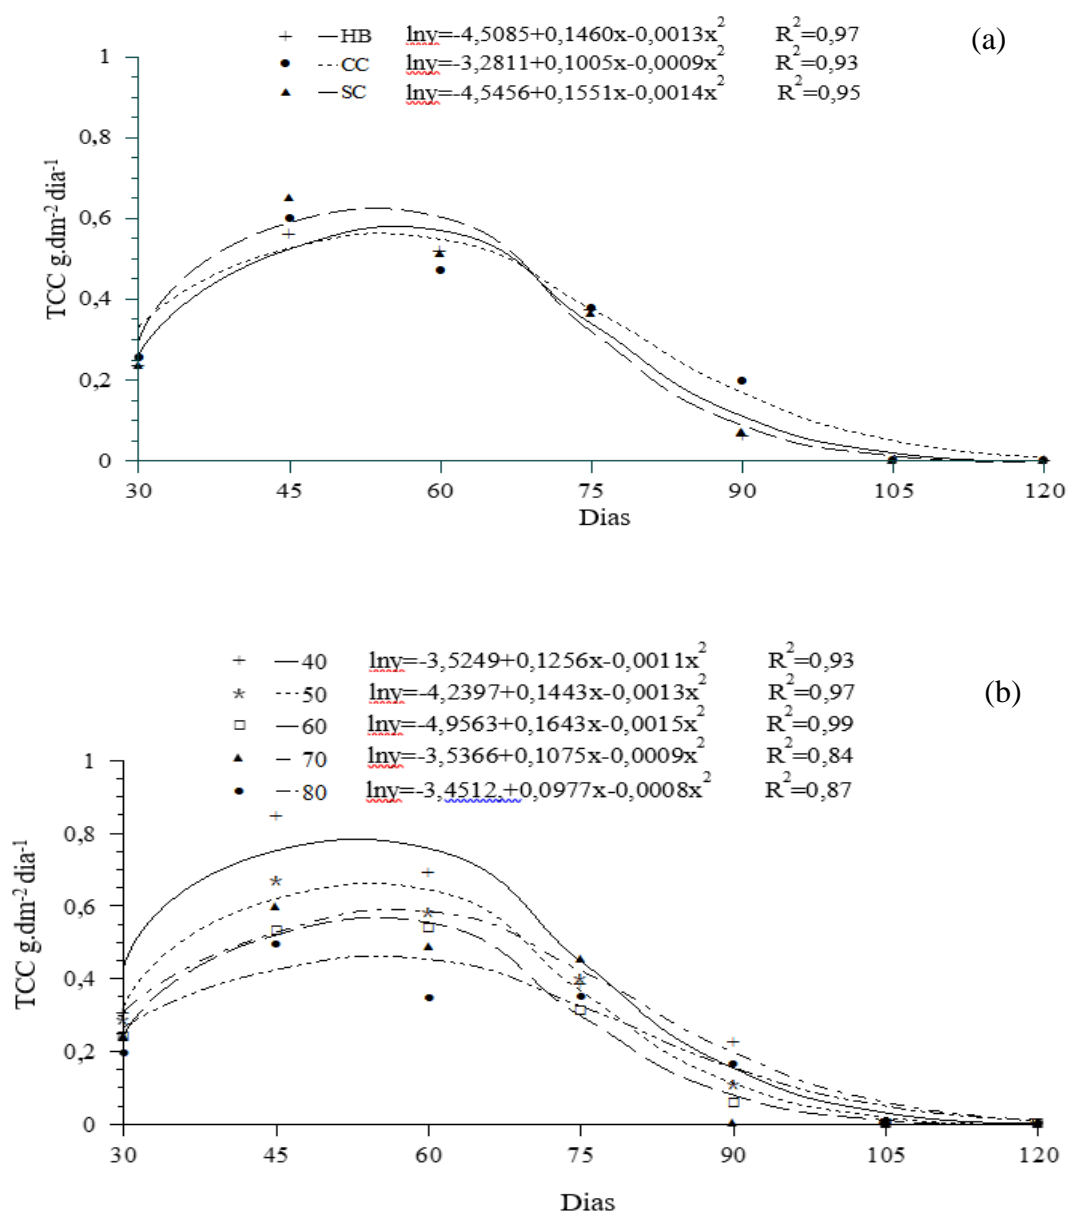 HB lny=-4,5085+0,1460x-0,0013x² R²=0,97
(a)
CC lny=-3,2811+0,1005x-0,0009x² R²=0,93
SC lny=-4,5456+0,1551x-0,0014x² R²=0,95
TCC g.dm⁻² dia⁻¹
1
0,8
0,6
0,4
0,2
0
30 45 60 75 90 105 120
Dias
40 lny=-3,5249+0,1256x-0,0011x² R²=0,93
50 lny=-4,2397+0,1443x-0,0013x² R²=0,97
(b)
60 lny=-4,9563+0,1643x-0,0015x² R²=0,99
70 lny=-3,5366+0,1075x-0,0009x² R²=0,84
80 lny=-3,4512,+0,0977x-0,0008x² R²=0,87
TCC g.dm⁻² dia⁻¹
1
0,8
0,6
0,4
0,2
0
30 45 60 75 90 105 120
Dias